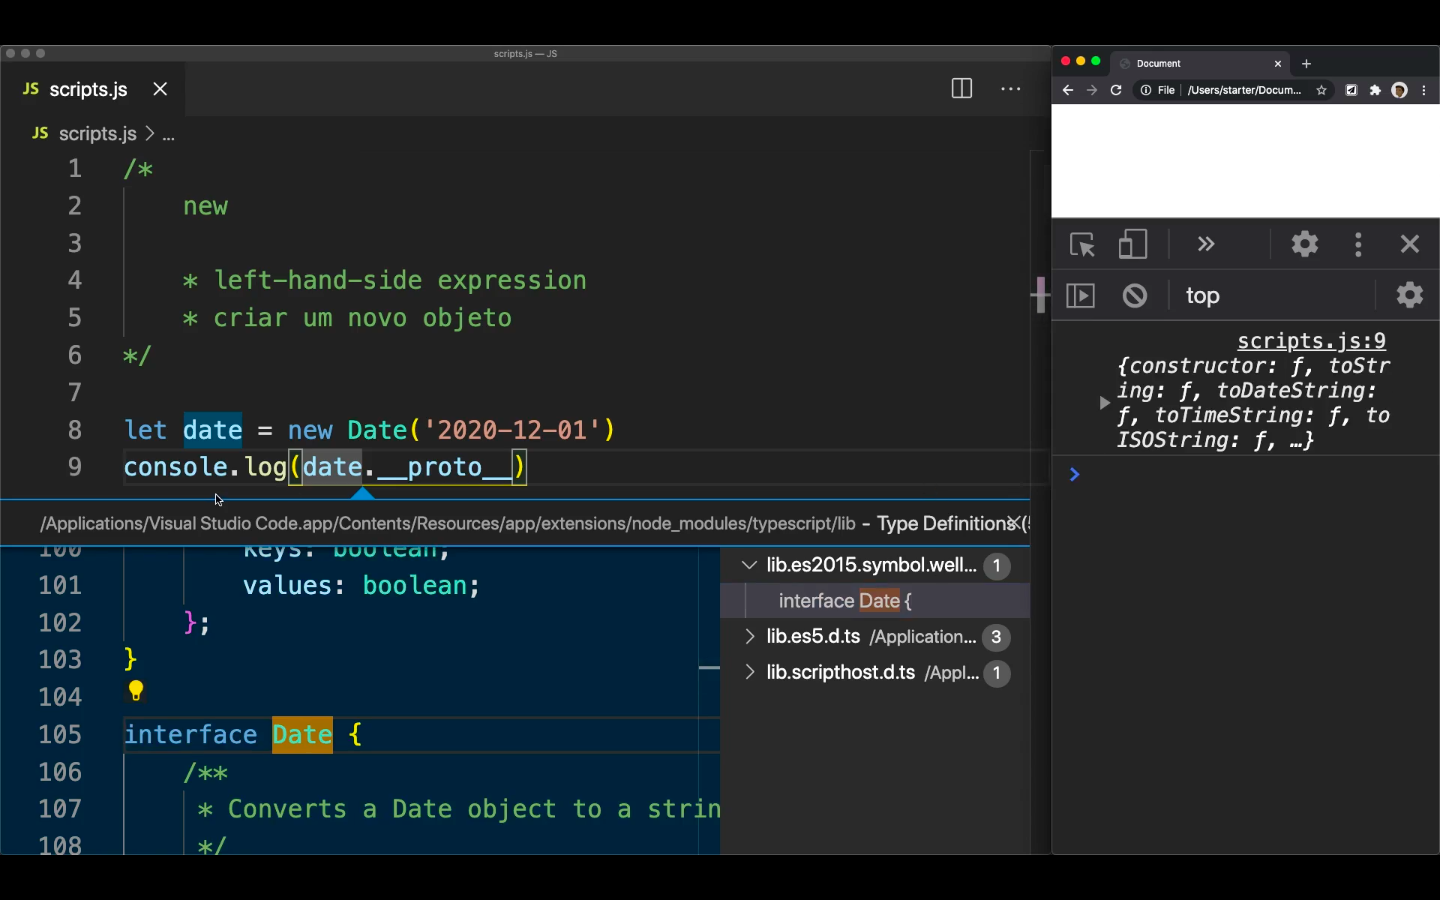 scripts.js — JS
JS scripts.js
JS scripts.js > ...
1 /*
2 new
3
4 * left-hand-side expression
5 * criar um novo objeto
6 */
7
8 let date = new Date('2020-12-01')
9 console.log(date.__proto__)
/Applications/Visual Studio Code.app/Contents/Resources/app/extensions/node_modules/typescript/lib - Type Definitions
100 keys: boolean;
101 values: boolean;
102 };
103 }
104
105 interface Date {
106 /**
107 * Converts a Date object to a strin
108 */
lib.es2015.symbol.well... 1
interface Date {
lib.es5.d.ts /Application... 3
lib.scripthost.d.ts /Appl... 1
Document
File /Users/starter/Docum...
top
scripts.js:9
{constructor: ƒ, toStr
ing: ƒ, toDateString:
ƒ, toTimeString: ƒ, to
ISOString: ƒ, …}